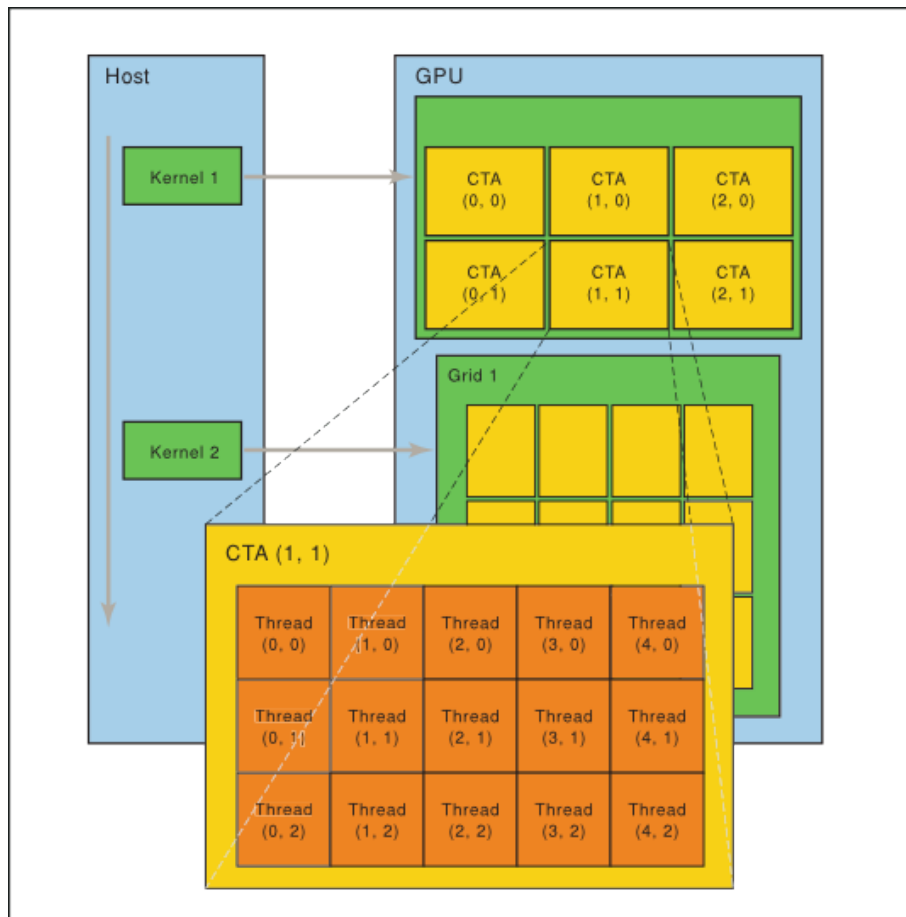 Host
GPU
Kernel 1
CTA
(0, 0)
CTA
(1, 0)
CTA
(2, 0)
CTA
(0, 1)
CTA
(1, 1)
CTA
(2, 1)
Grid 1
Kernel 2
CTA (1, 1)
Thread
(0, 0)
Thread
(1, 0)
Thread
(2, 0)
Thread
(3, 0)
Thread
(4, 0)
Thread
(0, 1)
Thread
(1, 1)
Thread
(2, 1)
Thread
(3, 1)
Thread
(4, 1)
Thread
(0, 2)
Thread
(1, 2)
Thread
(2, 2)
Thread
(3, 2)
Thread
(4, 2)